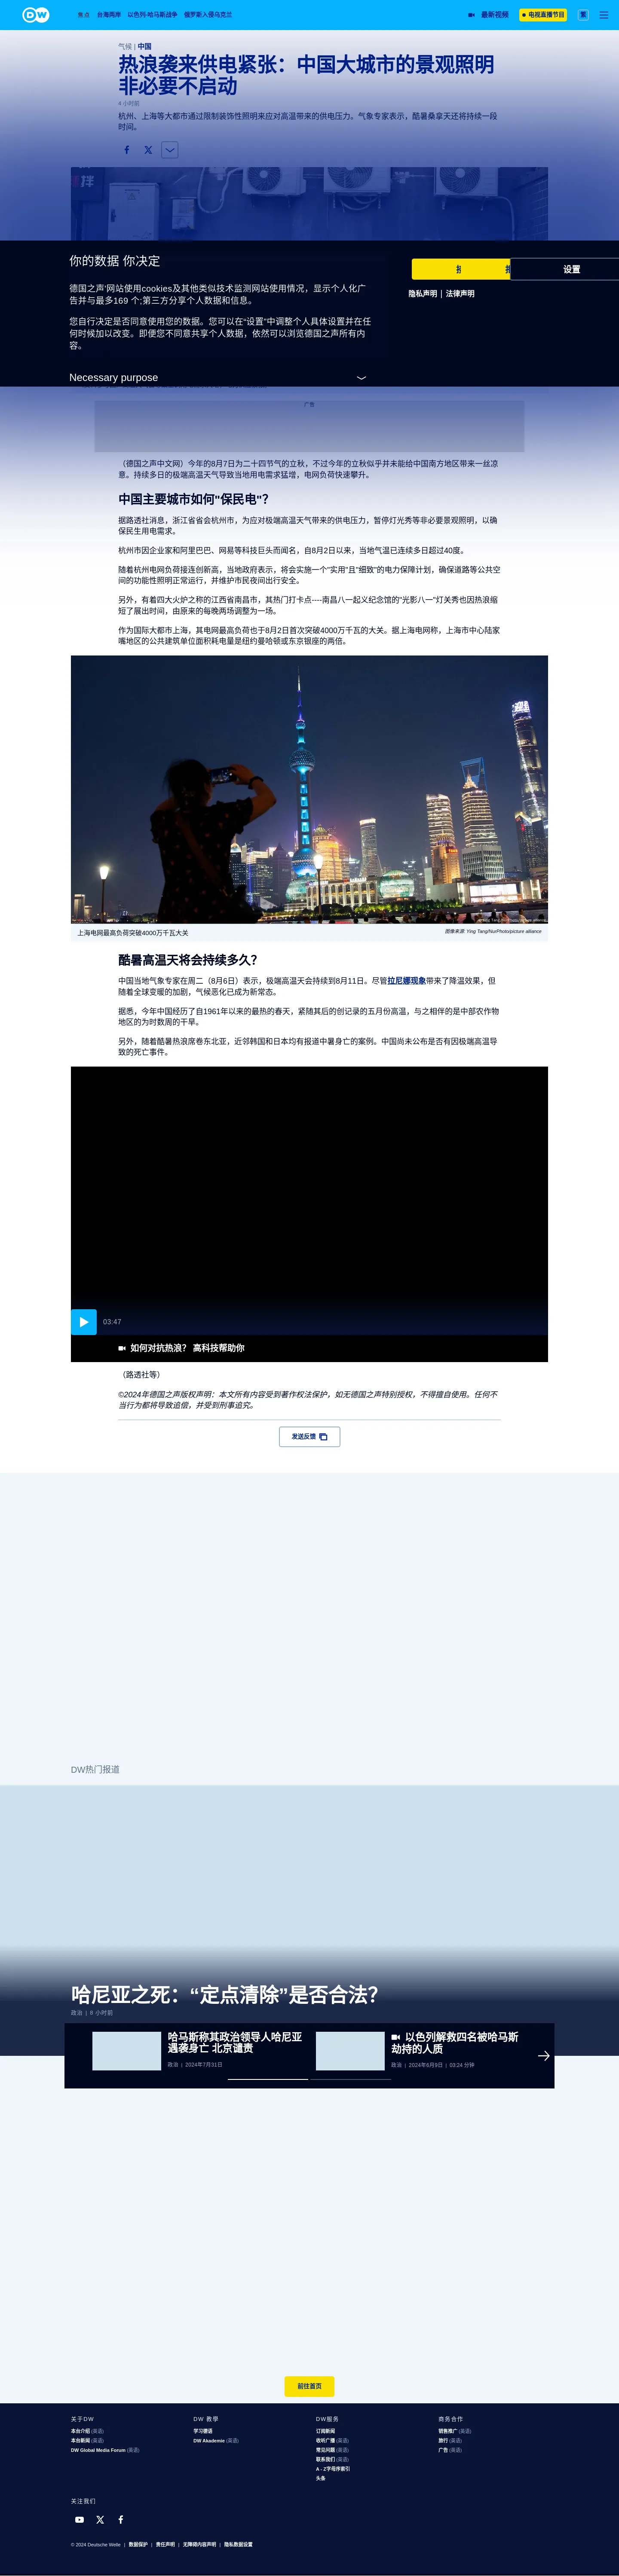 DW
焦点 台海两岸 以色列-哈马斯战争 俄罗斯入侵乌克兰
最新视频
电视直播节目
繁
气候 | 中国
热浪袭来供电紧张：中国大城市的景观照明
非必要不启动
4 小时前
杭州、上海等大都市通过限制装饰性照明来应对高温带来的供电压力。气象专家表示，酷暑桑拿天还将持续一段
时间。
你的数据 你决定
设置
德国之声'网站使用cookies及其他类似技术监测网站使用情况，显示个人化广
告并与最多169 个;第三方分享个人数据和信息。
隐私声明 | 法律声明
您自行决定是否同意使用您的数据。您可以在“设置”中调整个人具体设置并在任
何时候加以改变。即便您不同意共享个人数据，依然可以浏览德国之声所有内
容。
Necessary purpose
广告
（德国之声中文网）今年的8月7日为二十四节气的立秋，不过今年的立秋似乎并未能给中国南方地区带来一丝凉
意。持续多日的极端高温天气导致当地用电需求猛增，电网负荷快速攀升。
中国主要城市如何"保民电"？
据路透社消息，浙江省省会杭州市，为应对极端高温天气带来的供电压力，暂停灯光秀等非必要景观照明，以确
保民生用电需求。
杭州市因企业家和阿里巴巴、网易等科技巨头而闻名，自8月2日以来，当地气温已连续多日超过40度。
随着杭州电网负荷接连创新高，当地政府表示，将会实施一个"实用"且"细致"的电力保障计划，确保道路等公共空
间的功能性照明正常运行，并维护市民夜间出行安全。
另外，有着四大火炉之称的江西省南昌市，其热门打卡点----南昌八一起义纪念馆的"光影八一"灯关秀也因热浪缩
短了展出时间，由原来的每晚两场调整为一场。
作为国际大都市上海，其电网最高负荷也于8月2日首次突破4000万千瓦的大关。据上海电网称，上海市中心陆家
嘴地区的公共建筑单位面积耗电量是纽约曼哈顿或东京银座的两倍。
上海电网最高负荷突破4000万千瓦大关
图像来源: Ying Tang/NurPhoto/picture alliance
酷暑高温天将会持续多久？
中国当地气象专家在周二（8月6日）表示，极端高温天会持续到8月11日。尽管拉尼娜现象带来了降温效果，但
随着全球变暖的加剧，气候恶化已成为新常态。
据悉，今年中国经历了自1961年以来的最热的春天，紧随其后的创记录的五月份高温，与之相伴的是中部农作物
地区的为时数周的干旱。
另外，随着酷暑热浪席卷东北亚，近邻韩国和日本均有报道中暑身亡的案例。中国尚未公布是否有因极端高温导
致的死亡事件。
03:47
如何对抗热浪？ 高科技帮助你
（路透社等）
©2024年德国之声版权声明：本文所有内容受到著作权法保护，如无德国之声特别授权，不得擅自使用。任何不
当行为都将导致追偿，并受到刑事追究。
发送反馈
DW热门报道
哈尼亚之死：“定点清除”是否合法？
政治 | 8 小时前
哈马斯称其政治领导人哈尼亚
遇袭身亡 北京谴责
政治 | 2024年7月31日
以色列解救四名被哈马斯
劫持的人质
政治 | 2024年6月9日 | 03:24 分钟
前往首页
关于DW
本台介绍 (英语)
本台新闻 (英语)
DW Global Media Forum (英语)
DW 教學
学习德语
DW Akademie (英语)
DW服务
订阅新闻
收听广播 (英语)
常见问题 (英语)
联系我们 (英语)
A - Z字母序索引
头条
商务合作
销售推广 (英语)
旅行 (英语)
广告 (英语)
关注我们
© 2024 Deutsche Welle | 数据保护 | 责任声明 | 无障碍内容声明 | 隐私数据设置